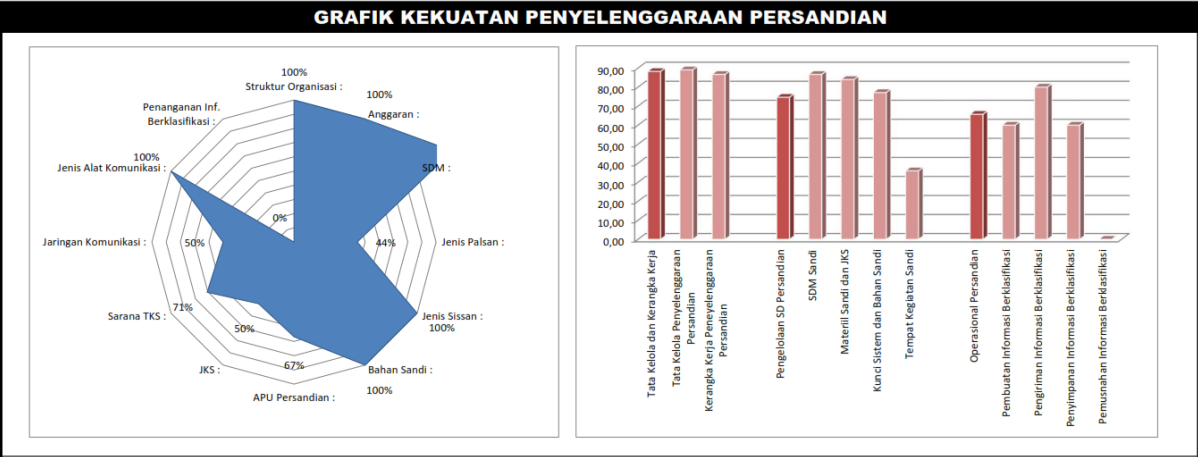 GRAFIK KEKUATAN PENYELENGGARAAN PERSANDIAN
100%
Struktur Organisasi :
100%
Anggaran :
SDM :
44%
Jenis Palsan :
Jenis Sissan :
100%
Bahan Sandi :
100%
67%
APU Persandian :
50%
JKS :
71%
Sarana TKS :
50%
Jaringan Komunikasi :
100%
Jenis Alat Komunikasi :
Penanganan Inf.
Berklasifikasi :
0%
90,00
80,00
70,00
60,00
50,00
40,00
30,00
20,00
10,00
0,00
Tata Kelola dan Kerangka Kerja
Tata Kelola Penyelenggaraan
Persandian
Kerangka Kerja Peneyelenggaraan
Persandian
Pengelolaan SD Persandian
SDM Sandi
Materiil Sandi dan JKS
Kunci Sistem dan Bahan Sandi
Tempat Kegiatan Sandi
Operasional Persandian
Pembuatan Informasi Berklasifikasi
Pengiriman Informasi Berklasifikasi
Penyimpanan Informasi Berklasifikasi
Pemusnahan Informasi Berklasifikasi